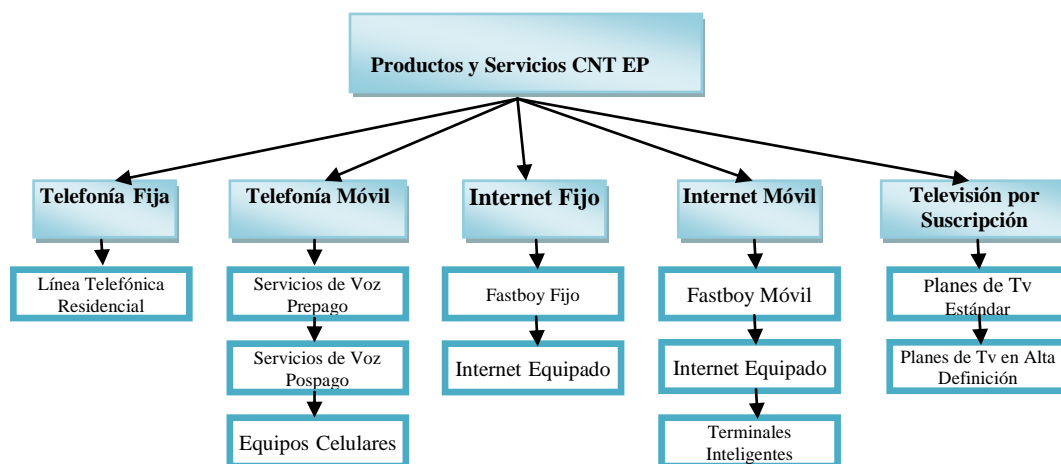 Productos y Servicios CNT EP
Telefonía Fija
Línea Telefónica
Residencial
Telefonía Móvil
Servicios de Voz
Prepago
Servicios de Voz
Pospago
Equipos Celulares
Internet Fijo
Fastboy Fijo
Internet Equipado
Internet Móvil
Fastboy Móvil
Internet Equipado
Terminales
Inteligentes
Televisión por
Suscripción
Planes de Tv
Estándar
Planes de Tv en Alta
Definición